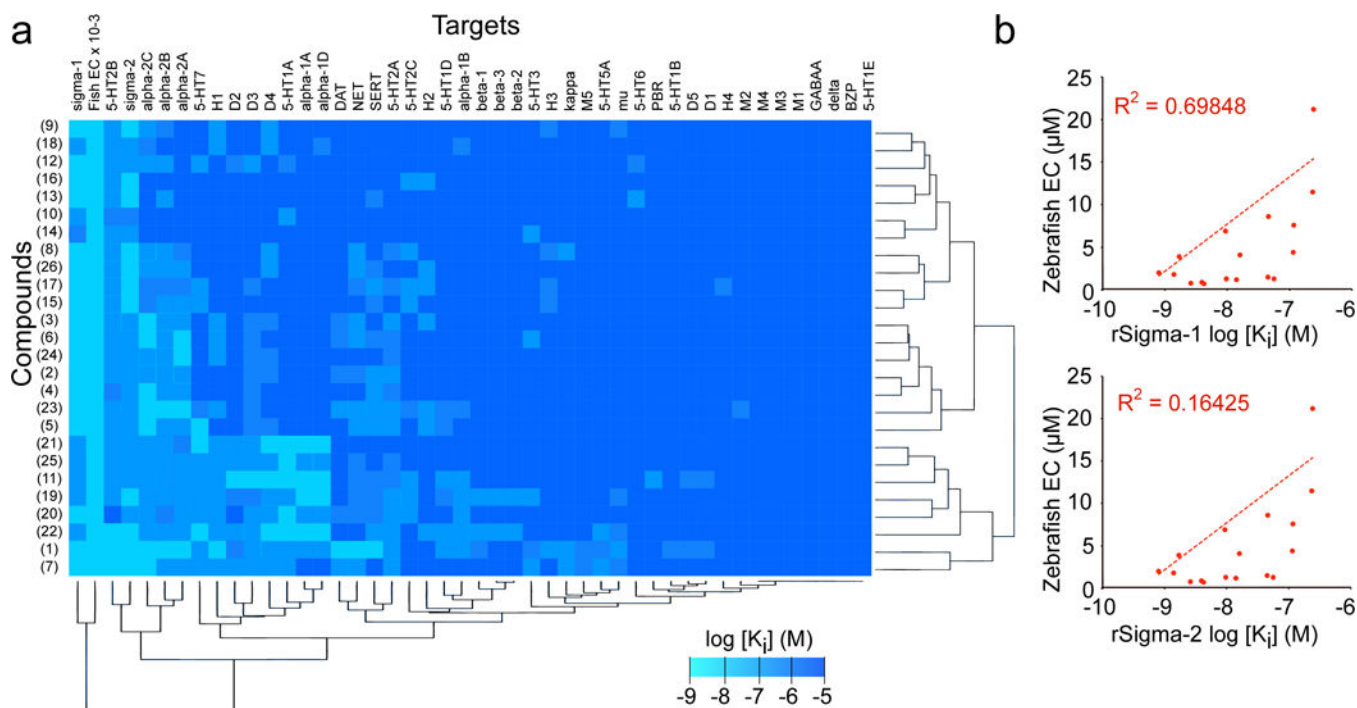 a
Targets
sigma-1
Fish EC x 10-3
5-HT2B
sigma-2
alpha-2C
alpha-2B
alpha-2A
5-HT7
H1
D2
D3
D4
5-HT1A
alpha-1A
alpha-1D
DAT
NET
SERT
5-HT2A
5-HT2C
H2
5-HT1D
alpha-1B
beta-1
beta-3
beta-2
5-HT3
H3
kappa
M5
5-HT5A
mu
5-HT6
PBR
5-HT1B
D5
D1
H4
M2
M4
M3
M1
GABAA
delta
BZP
5-HT1E
Compounds
(9)
(18)
(12)
(16)
(13)
(10)
(14)
(8)
(26)
(17)
(15)
(3)
(6)
(24)
(2)
(4)
(23)
(5)
(21)
(25)
(11)
(19)
(20)
(22)
(1)
(7)
log [Ki] (M)
-9 -8 -7 -6 -5
b
R2 = 0.69848
Zebrafish EC (µM)
25
20
15
10
5
0
-10 -9 -8 -7 -6
rSigma-1 log [Ki] (M)
R2 = 0.16425
Zebrafish EC (µM)
25
20
15
10
5
0
-10 -9 -8 -7 -6
rSigma-2 log [Ki] (M)